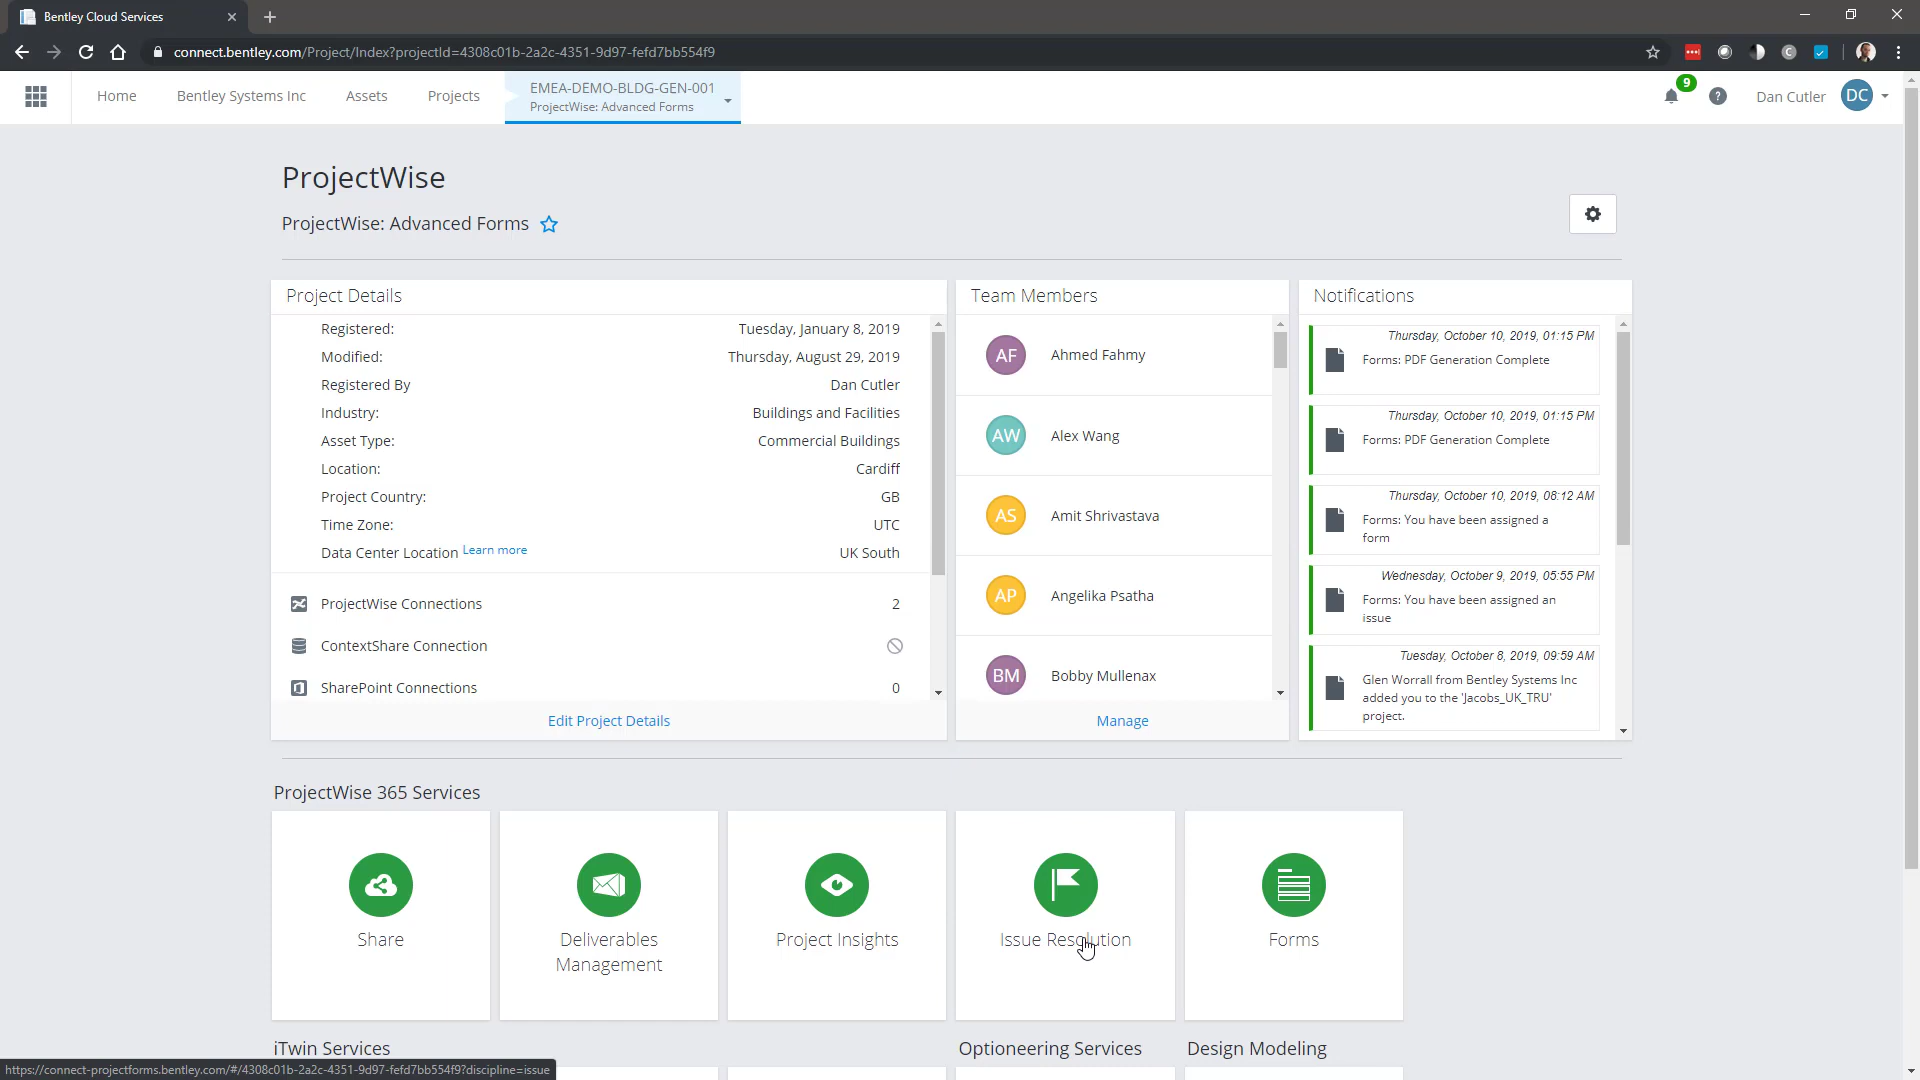 Bentley Cloud Services
connect.bentley.com/Project/Index?projectId=4308c01b-2a2c-4351-9d97-fefd7bb554f9
Home
Bentley Systems Inc
Assets
Projects
EMEA-DEMO-BLDG-GEN-001
ProjectWise: Advanced Forms
9
?
Dan Cutler
DC
ProjectWise
ProjectWise: Advanced Forms
Project Details
Registered: Tuesday, January 8, 2019
Modified: Thursday, August 29, 2019
Registered By Dan Cutler
Industry: Buildings and Facilities
Asset Type: Commercial Buildings
Location: Cardiff
Project Country: GB
Time Zone: UTC
Data Center Location Learn more UK South
ProjectWise Connections 2
ContextShare Connection
SharePoint Connections 0
Edit Project Details
Team Members
AF Ahmed Fahmy
AW Alex Wang
AS Amit Shrivastava
AP Angelika Psatha
BM Bobby Mullenax
Manage
Notifications
Thursday, October 10, 2019, 01:15 PM
Forms: PDF Generation Complete
Thursday, October 10, 2019, 01:15 PM
Forms: PDF Generation Complete
Thursday, October 10, 2019, 08:12 AM
Forms: You have been assigned a
form
Wednesday, October 9, 2019, 05:55 PM
Forms: You have been assigned an
issue
Tuesday, October 8, 2019, 09:59 AM
Glen Worrall from Bentley Systems Inc
added you to the 'Jacobs_UK_TRU'
project.
ProjectWise 365 Services
Share
Deliverables
Management
Project Insights
Issue Resolution
Forms
iTwin Services
Optioneering Services
Design Modeling
https://connect-projectforms.bentley.com/#/4308c01b-2a2c-4351-9d97-fefd7bb554f9?discipline=issue